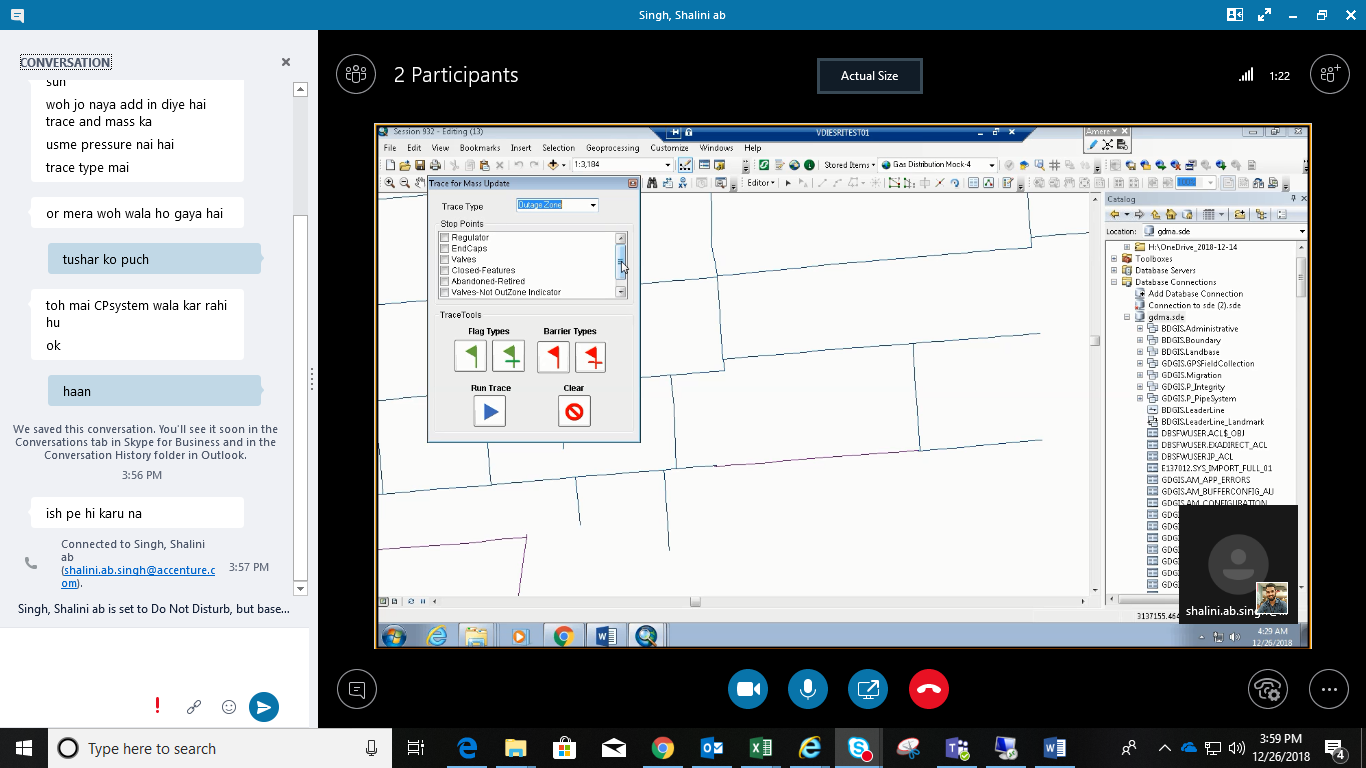 Singh, Shalini ab
CONVERSATION
sun
woh jo naya add in diye hai
trace and mass ka
usme pressure nai hai
trace type mai
or mera woh wala ho gaya hai
tushar ko puch
toh mai CPsystem wala kar rahi
hu
ok
haan
We saved this conversation. You'll see it soon in the
Conversations tab in Skype for Business and in the
Conversation History folder in Outlook.
3:56 PM
ish pe hi karu na
Connected to Singh, Shalini
ab
(shalini.ab.singh@accenture.c
om).
3:57 PM
Singh, Shalini ab is set to Do Not Disturb, but base...
2 Participants
Actual Size
1:22
Session 932 - Editing (13)
VDIESRITEST01
File Edit View Bookmarks Insert Selection Geoprocessing Customize Windows Help
1:3,184
Stored Items
Gas Distribution Mock-4
Editor
100%
Trace for Mass Update
Trace Type
Outage Zone
Stop Points
Regulator
EndCaps
Valves
Closed-Features
Abandoned-Retired
Valves-Not OutZone Indicator
TraceTools
Flag Types Barrier Types
Run Trace Clear
Catalog
Location: gdma.sde
H:\OneDrive_2018-12-14
Toolboxes
Database Servers
Database Connections
Add Database Connection
Connection to sde (2).sde
gdma.sde
BDGIS.Administrative
BDGIS.Boundary
BDGIS.Landbase
GDGIS.GPSFieldCollection
GDGIS.Migration
GDGIS.P_Integrity
GDGIS.P_PipeSystem
BDGIS.LeaderLine
BDGIS.LeaderLine_Landmark
DBSFWUSER.ACL$_OBJ
DBSFWUSER.EXADIRECT_ACL
DBSFWUSER.JP_ACL
E137012.SYS_IMPORT_FULL_01
GDGIS.AM_APP_ERRORS
GDGIS.AM_BUFFERCONFIG_AU
GDGIS.AM_CONFIGURATION
shalini.ab.sing
4:29 AM
12/26/2018
Type here to search
3:59 PM
12/26/2018
4